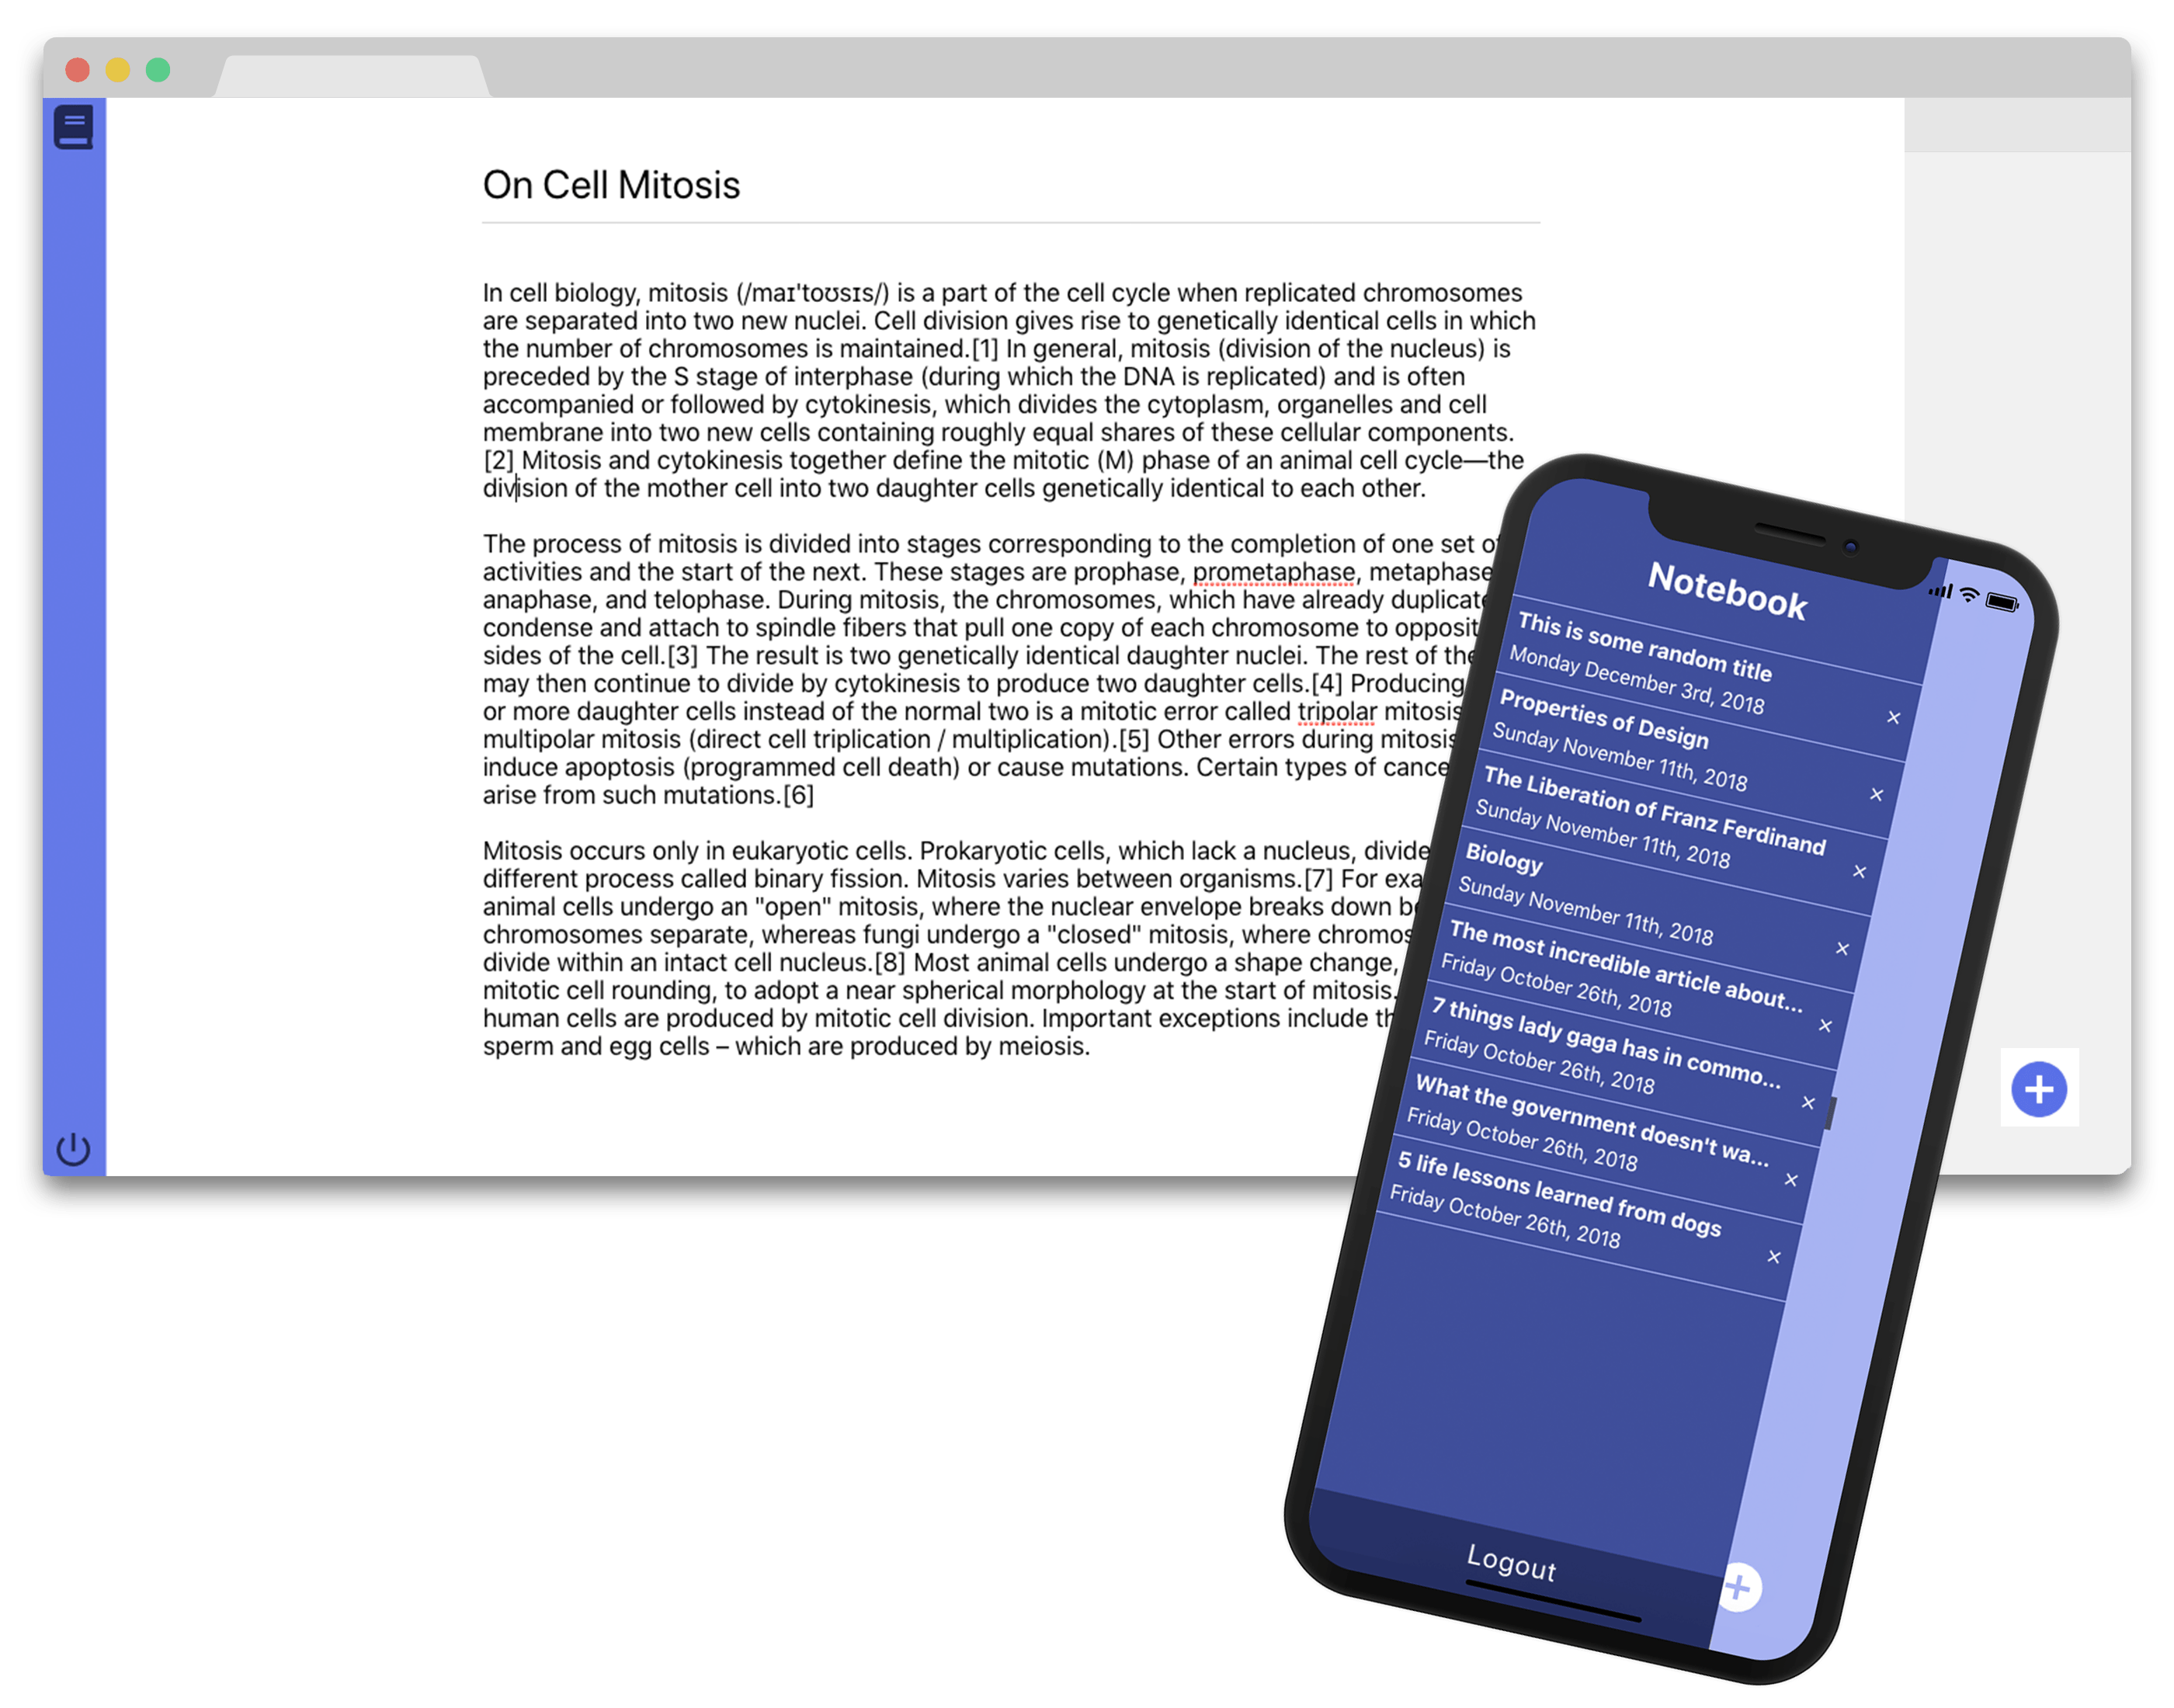 On Cell Mitosis
In cell biology, mitosis (/maɪ'toʊsɪs/) is a part of the cell cycle when replicated chromosomes
are separated into two new nuclei. Cell division gives rise to genetically identical cells in which
the number of chromosomes is maintained.[1] In general, mitosis (division of the nucleus) is
preceded by the S stage of interphase (during which the DNA is replicated) and is often
accompanied or followed by cytokinesis, which divides the cytoplasm, organelles and cell
membrane into two new cells containing roughly equal shares of these cellular components.
[2] Mitosis and cytokinesis together define the mitotic (M) phase of an animal cell cycle—the
division of the mother cell into two daughter cells genetically identical to each other.
The process of mitosis is divided into stages corresponding to the completion of one set of
activities and the start of the next. These stages are prophase, prometaphase, metaphase
anaphase, and telophase. During mitosis, the chromosomes, which have already
condense and attach to spindle fibers that pull one copy of each chromosome to
sides of the cell.[3] The result is two genetically identical daughter nuclei. The rest of the
may then continue to divide by cytokinesis to produce two daughter cells.[4] Producing
or more daughter cells instead of the normal two is a mitotic error called tripolar mitosis
multipolar mitosis (direct cell triplication / multiplication).[5] Other errors during mitosis
induce apoptosis (programmed cell death) or cause mutations. Certain types of
arise from such mutations.[6]
Mitosis occurs only in eukaryotic cells. Prokaryotic cells, which lack a nucleus, divide
different process called binary fission. Mitosis varies between organisms.[7] For
animal cells undergo an "open" mitosis, where the nuclear envelope breaks down
chromosomes separate, whereas fungi undergo a "closed" mitosis, where
divide within an intact cell nucleus.[8] Most animal cells undergo a shape change,
mitotic cell rounding, to adopt a near spherical morphology at the start of mitosis.
human cells are produced by mitotic cell division. Important exceptions include
sperm and egg cells – which are produced by meiosis.
Notebook
This is some random title
Monday December 3rd, 2018
×
Properties of Design
Sunday November 11th, 2018
×
The Liberation of Franz Ferdinand
Sunday November 11th, 2018
×
Biology
Sunday November 11th, 2018
×
The most incredible article about...
Friday October 26th, 2018
×
7 things lady gaga has in commo...
Friday October 26th, 2018
×
What the government doesn't wa...
Friday October 26th, 2018
×
5 life lessons learned from dogs
Friday October 26th, 2018
×
Logout